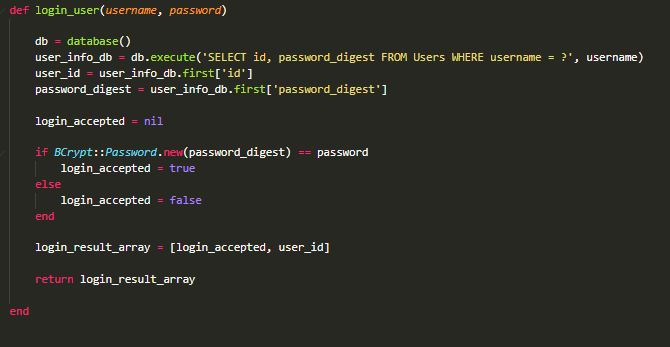 def login_user(username, password)
db = database()
user_info_db = db.execute('SELECT id, password_digest FROM Users WHERE username = ?', username)
user_id = user_info_db.first['id']
password_digest = user_info_db.first['password_digest']
login_accepted = nil
if BCrypt::Password.new(password_digest) == password
login_accepted = true
else
login_accepted = false
end
login_result_array = [login_accepted, user_id]
return login_result_array
end